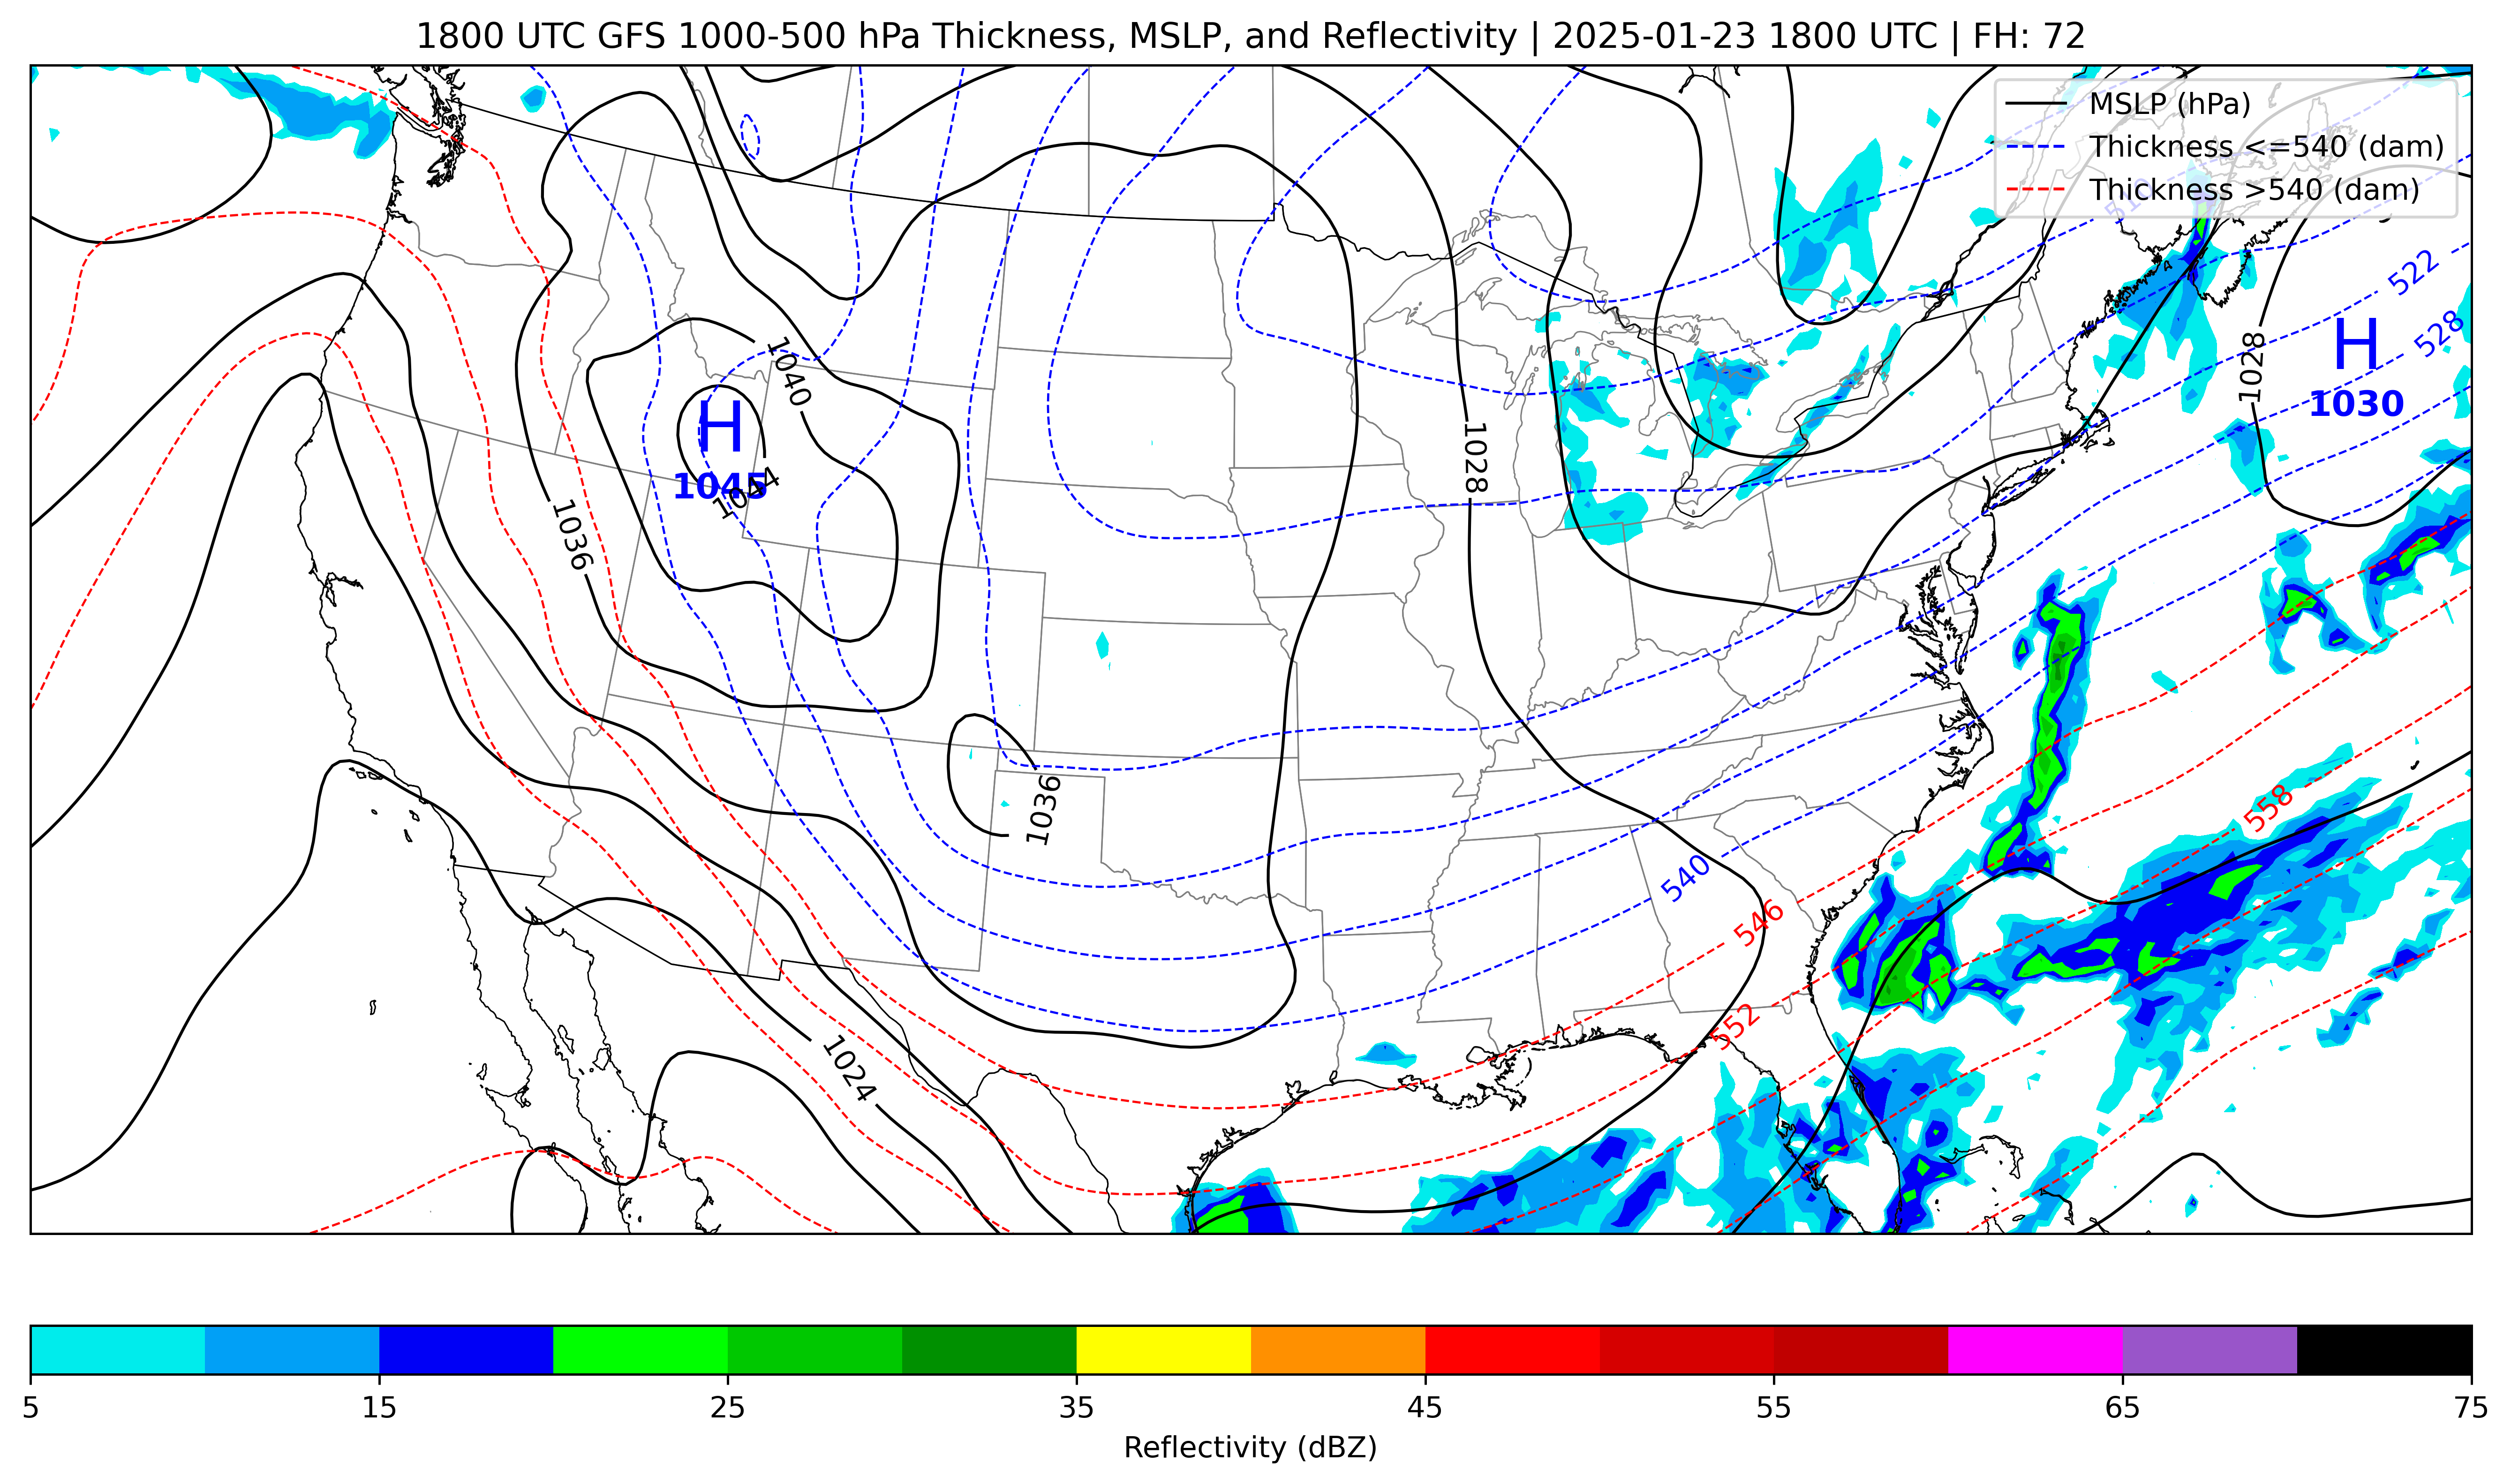 1800 UTC GFS 1000-500 hPa Thickness, MSLP, and Reflectivity | 2025-01-23 1800 UTC | FH: 72
MSLP (hPa)
Thickness <=540 (dam)
Thickness >540 (dam)
510
522
528
H
1030
1028
1040
H
1045
1044
1028
1036
1036
558
540
546
552
1024
5 15 25 35 45 55 65 75
Reflectivity (dBZ)